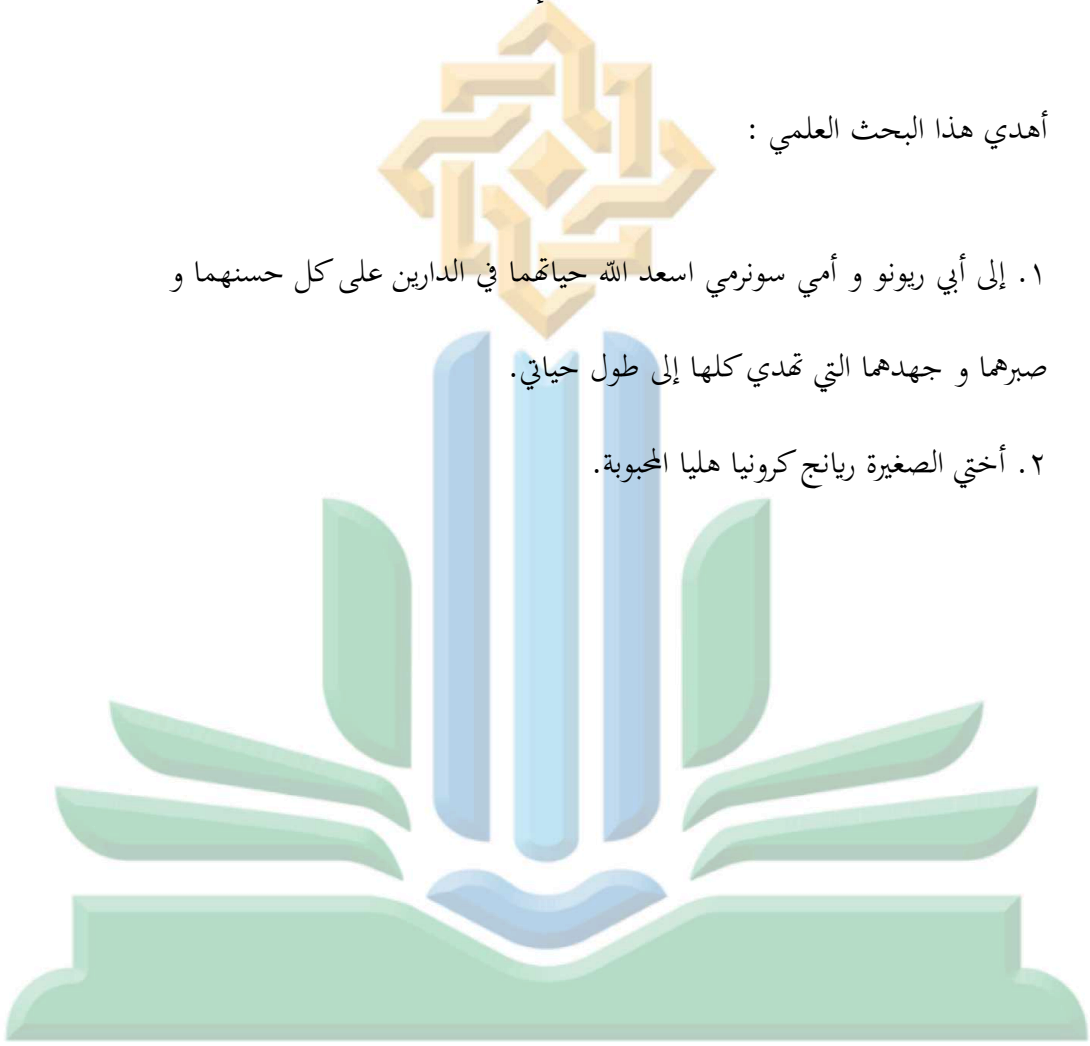 أهدي هذا البحث العلمي :
١. إلى أبي ريونو و أمي سونرمي اسعد الله حياتهما في الدارين على كل حسنهما و
صبرهما و جهدهما التي تهدي كلها إلى طول حياتي.
٢. أختي الصغيرة ريانج كرونيا هليا المحبوبة.